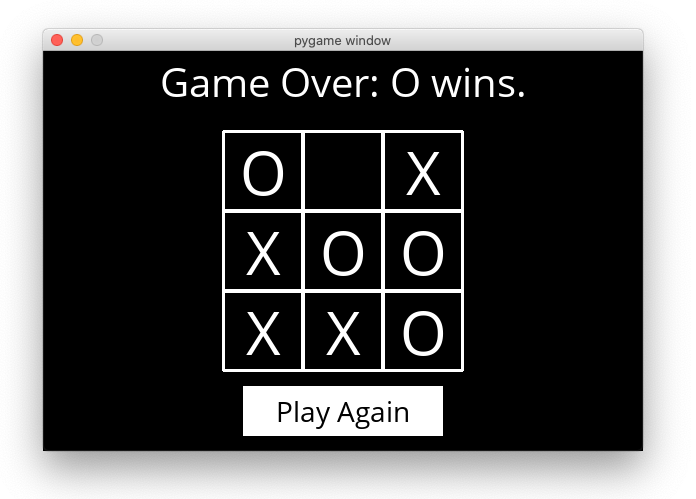 pygame window
Game Over: O wins.
O X
X O O
X X O
Play Again